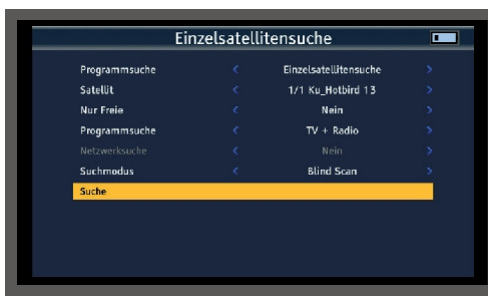 Einzelsatellitensuche
Programmsuche < Einzelsatellitensuche >
Satellit < 1/1 Ku_Hotbird 13 >
Nur Freie < Nein >
Programmsuche < TV + Radio >
Netzwerksuche < Nein >
Suchmodus < Blind Scan >
Suche